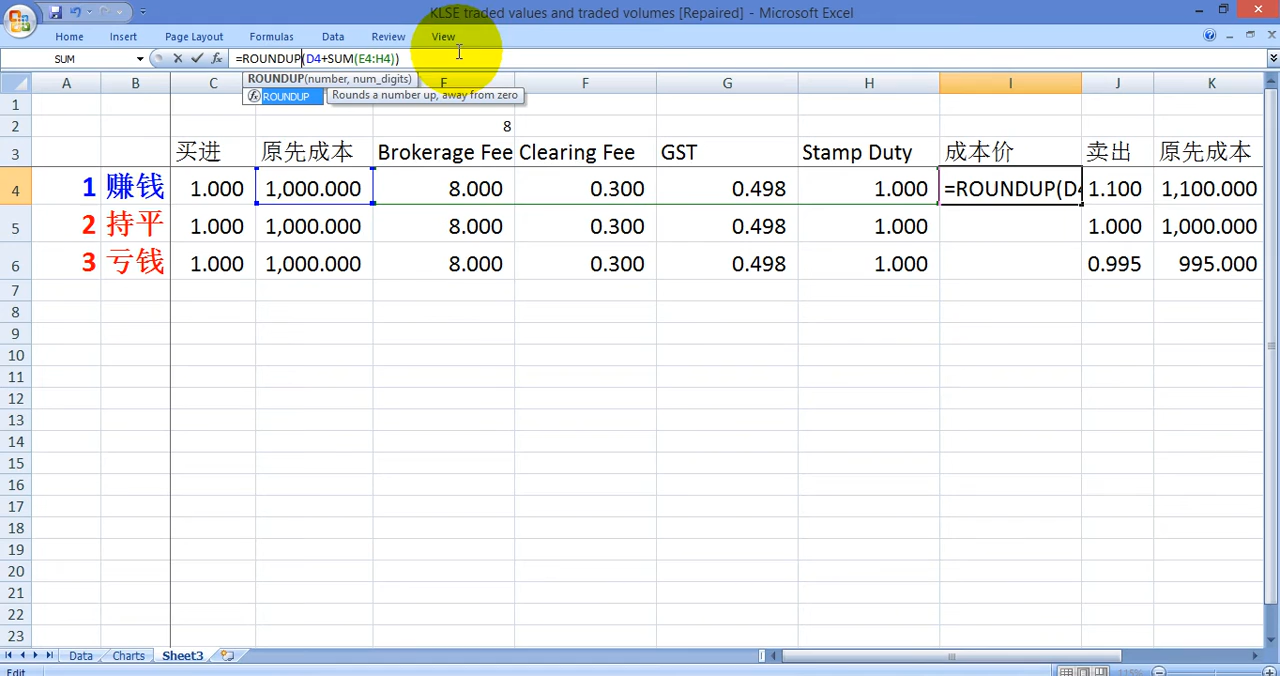 KLSE traded values and traded volumes [Repaired] - Microsoft Excel
Home Insert Page Layout Formulas Data Review View
SUM =ROUNDUP(D4+SUM(E4:H4))
ROUNDUP(number, num_digits)
ROUNDUP Rounds a number up, away from zero
A B C F F G H I J K
1
2 8
3 买进 原先成本 Brokerage Fee Clearing Fee GST Stamp Duty 成本价 卖出 原先成本
4 1 赚钱 1.000 1,000.000 8.000 0.300 0.498 1.000 =ROUNDUP(D4 1.100 1,100.000
5 2 持平 1.000 1,000.000 8.000 0.300 0.498 1.000 1.000 1,000.000
6 3 亏钱 1.000 1,000.000 8.000 0.300 0.498 1.000 0.995 995.000
7
8
9
10
11
12
13
14
15
16
17
18
19
20
21
22
23
Data Charts Sheet3
Edit 115%